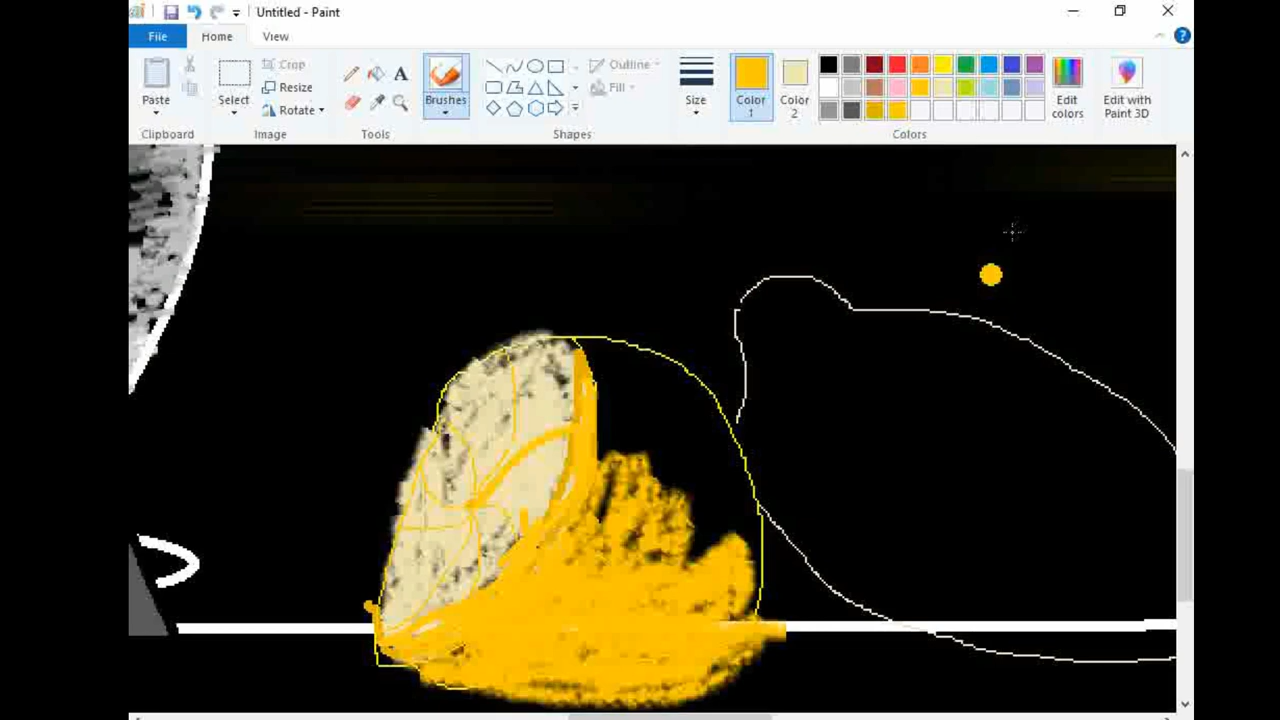 Untitled - Paint
File Home View
Paste
Select
Crop
Resize
Rotate
A
Brushes
Outline
Fill
Size
Color
1
Color
2
Edit
colors
Edit with
Paint 3D
Clipboard
Image
Tools
Shapes
Colors